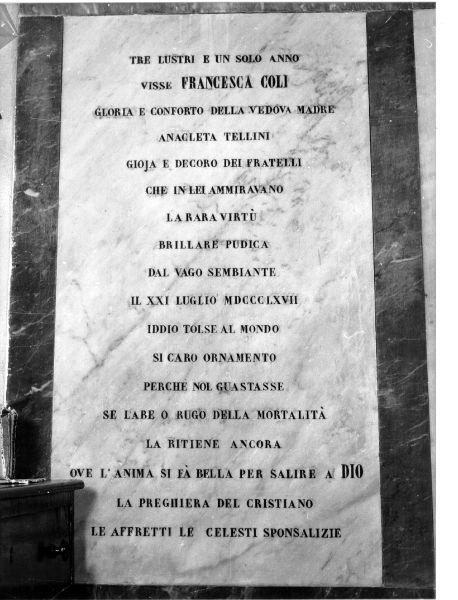 TRE LUSTRI E UN SOLO ANNO
VISSE FRANCESCA COLI
GLORIA E CONFORTO DELLA VEDOVA MADRE
ANACLETA TELLINI
GIOJA E DECORO DEI FRATELLI
CHE IN LEI AMMIRAVANO
LA RARA VIRTÙ
BRILLARE PUDICA
DAL VAGO SEMBIANTE
IL XXI LUGLIO MDCCCLXVII
IDDIO TOLSE AL MONDO
SI CARO ORNAMENTO
PERCHE NOL GUASTASSE
SE LABE O RUGO DELLA MORTALITÀ
LA RITIENE ANCORA
OVE L'ANIMA SI FÀ BELLA PER SALIRE A DIO
LA PREGHIERA DEL CRISTIANO
LE AFFRETTI LE CELESTI SPONSALIZIE